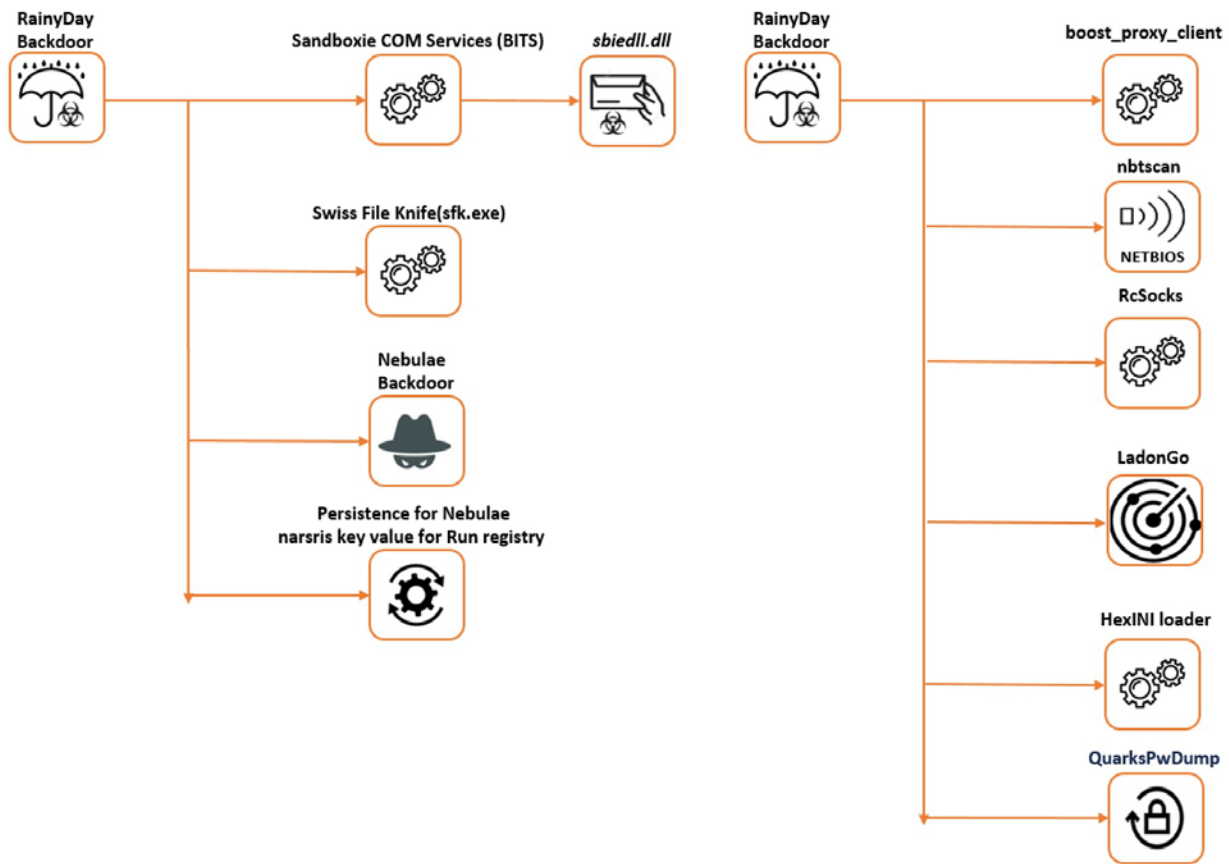 RainyDay
Backdoor
Sandboxie COM Services (BITS)
sbiedll.dll
Swiss File Knife(sfk.exe)
Nebulae
Backdoor
Persistence for Nebulae
narsris key value for Run registry
RainyDay
Backdoor
boost_proxy_client
nbtscan
NETBIOS
RcSocks
LadonGo
HexINI loader
QuarksPwDump